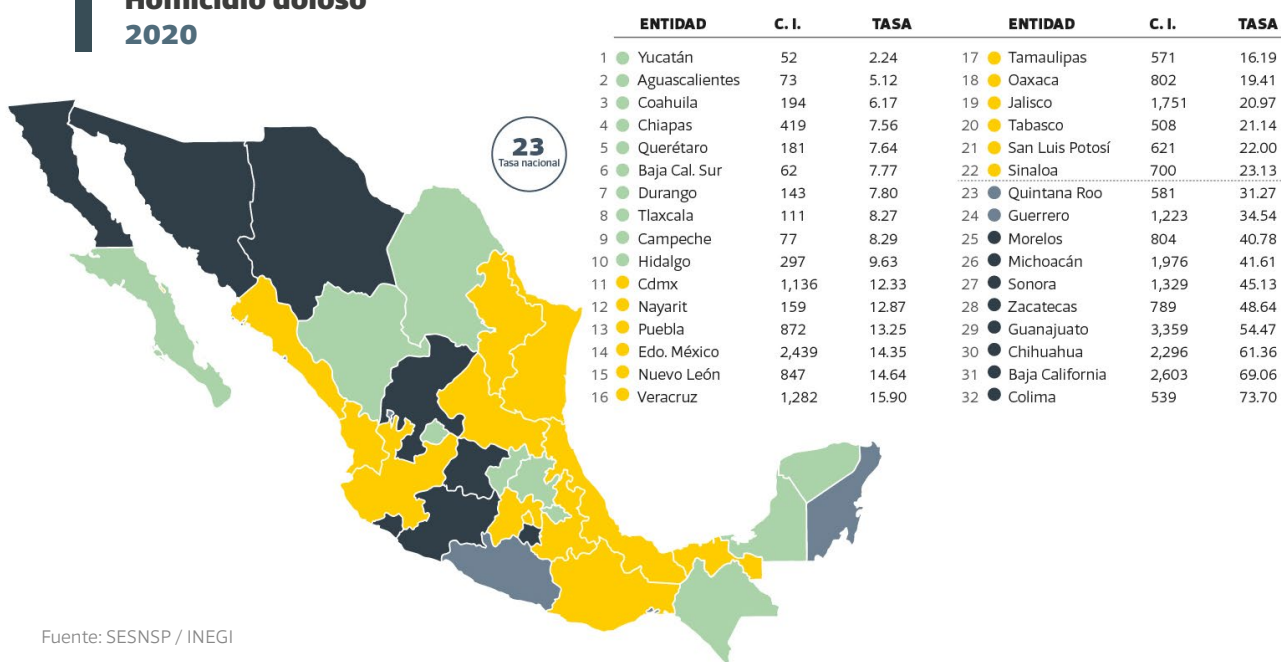 Homicidio doloso
2020
23
Tasa nacional
ENTIDAD C. I. TASA
1 Yucatán 52 2.24
2 Aguascalientes 73 5.12
3 Coahuila 194 6.17
4 Chiapas 419 7.56
5 Querétaro 181 7.64
6 Baja Cal. Sur 62 7.77
7 Durango 143 7.80
8 Tlaxcala 111 8.27
9 Campeche 77 8.29
10 Hidalgo 297 9.63
11 Cdmx 1,136 12.33
12 Nayarit 159 12.87
13 Puebla 872 13.25
14 Edo. México 2,439 14.35
15 Nuevo León 847 14.64
16 Veracruz 1,282 15.90
ENTIDAD C. I. TASA
17 Tamaulipas 571 16.19
18 Oaxaca 802 19.41
19 Jalisco 1,751 20.97
20 Tabasco 508 21.14
21 San Luis Potosí 621 22.00
22 Sinaloa 700 23.13
23 Quintana Roo 581 31.27
24 Guerrero 1,223 34.54
25 Morelos 804 40.78
26 Michoacán 1,976 41.61
27 Sonora 1,329 45.13
28 Zacatecas 789 48.64
29 Guanajuato 3,359 54.47
30 Chihuahua 2,296 61.36
31 Baja California 2,603 69.06
32 Colima 539 73.70
Fuente: SESNSP / INEGI